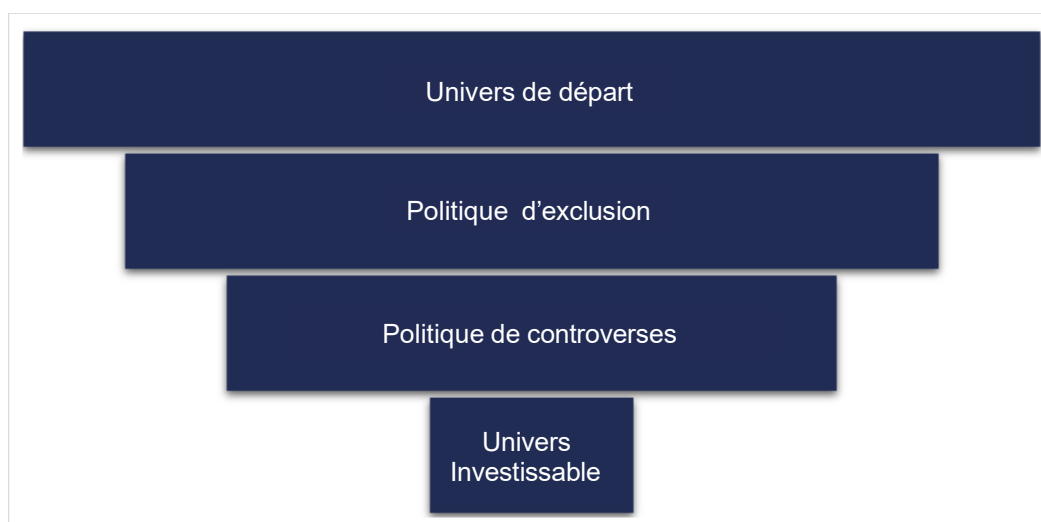 Univers de départ
Politique  d’exclusion
Politique de controverses
Univers
Investissable